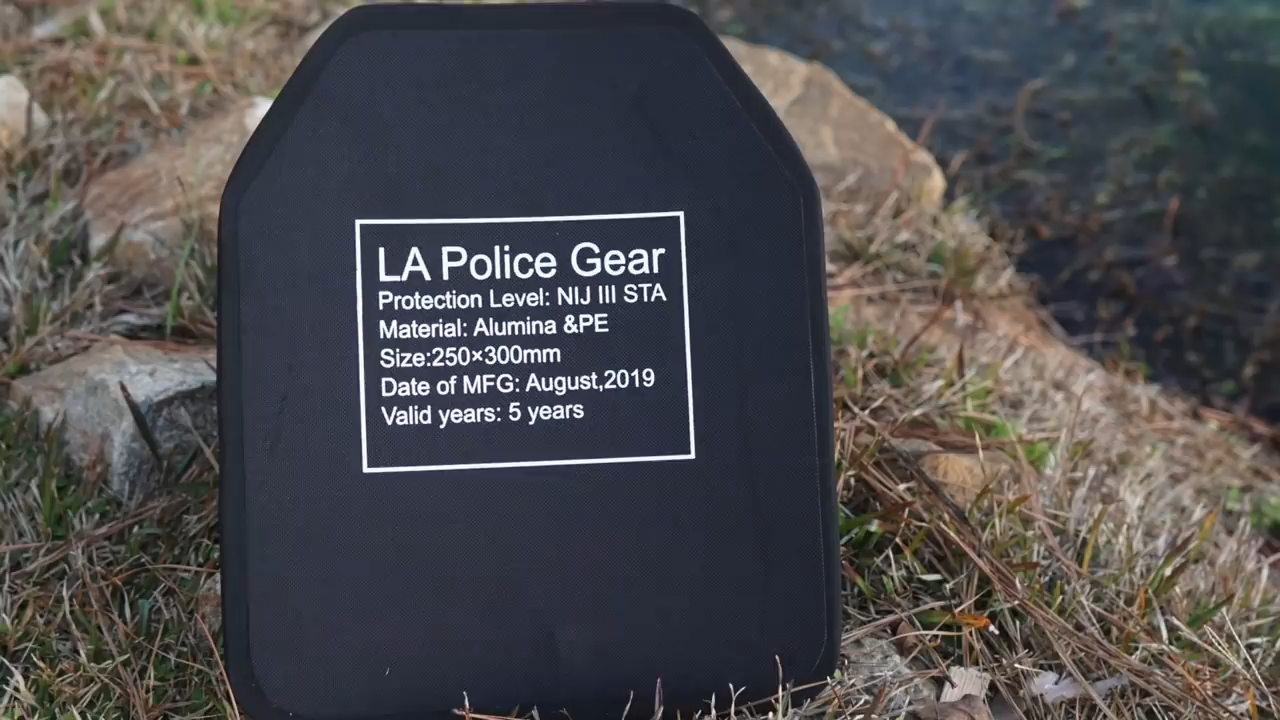 LA Police Gear
Protection Level: NIJ III STA
Material: Alumina &PE
Size:250×300mm
Date of MFG: August,2019
Valid years: 5 years